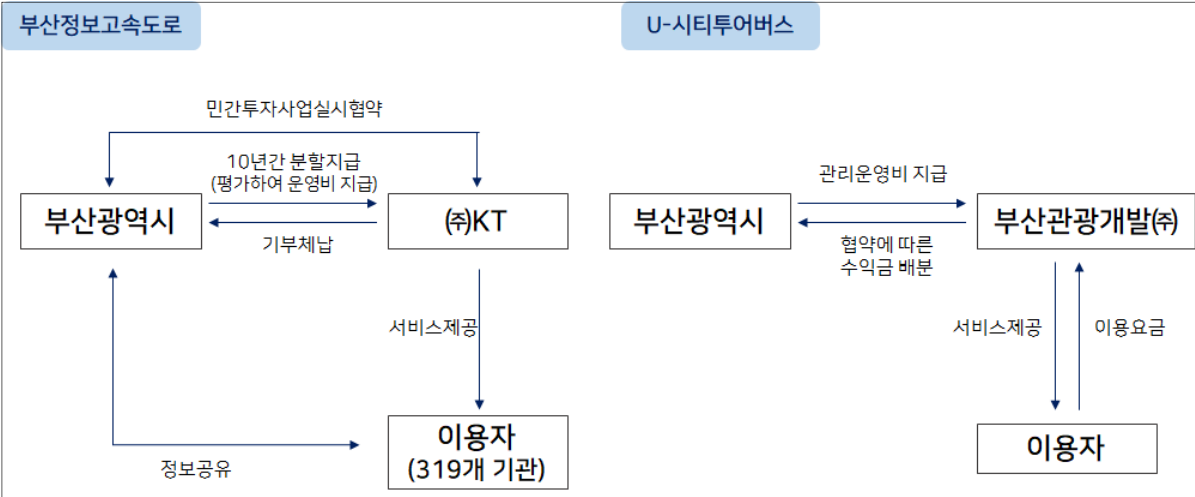 부산정보고속도로
민간투자사업실시협약
10년간 분할지급
(평가하여 운영비 지급)
부산광역시
㈜KT
기부체납
서비스제공
이용자
(319개 기관)
정보공유
U-시티투어버스
관리운영비 지급
부산광역시
부산관광개발㈜
협약에 따른
수익금 배분
서비스제공
이용요금
이용자